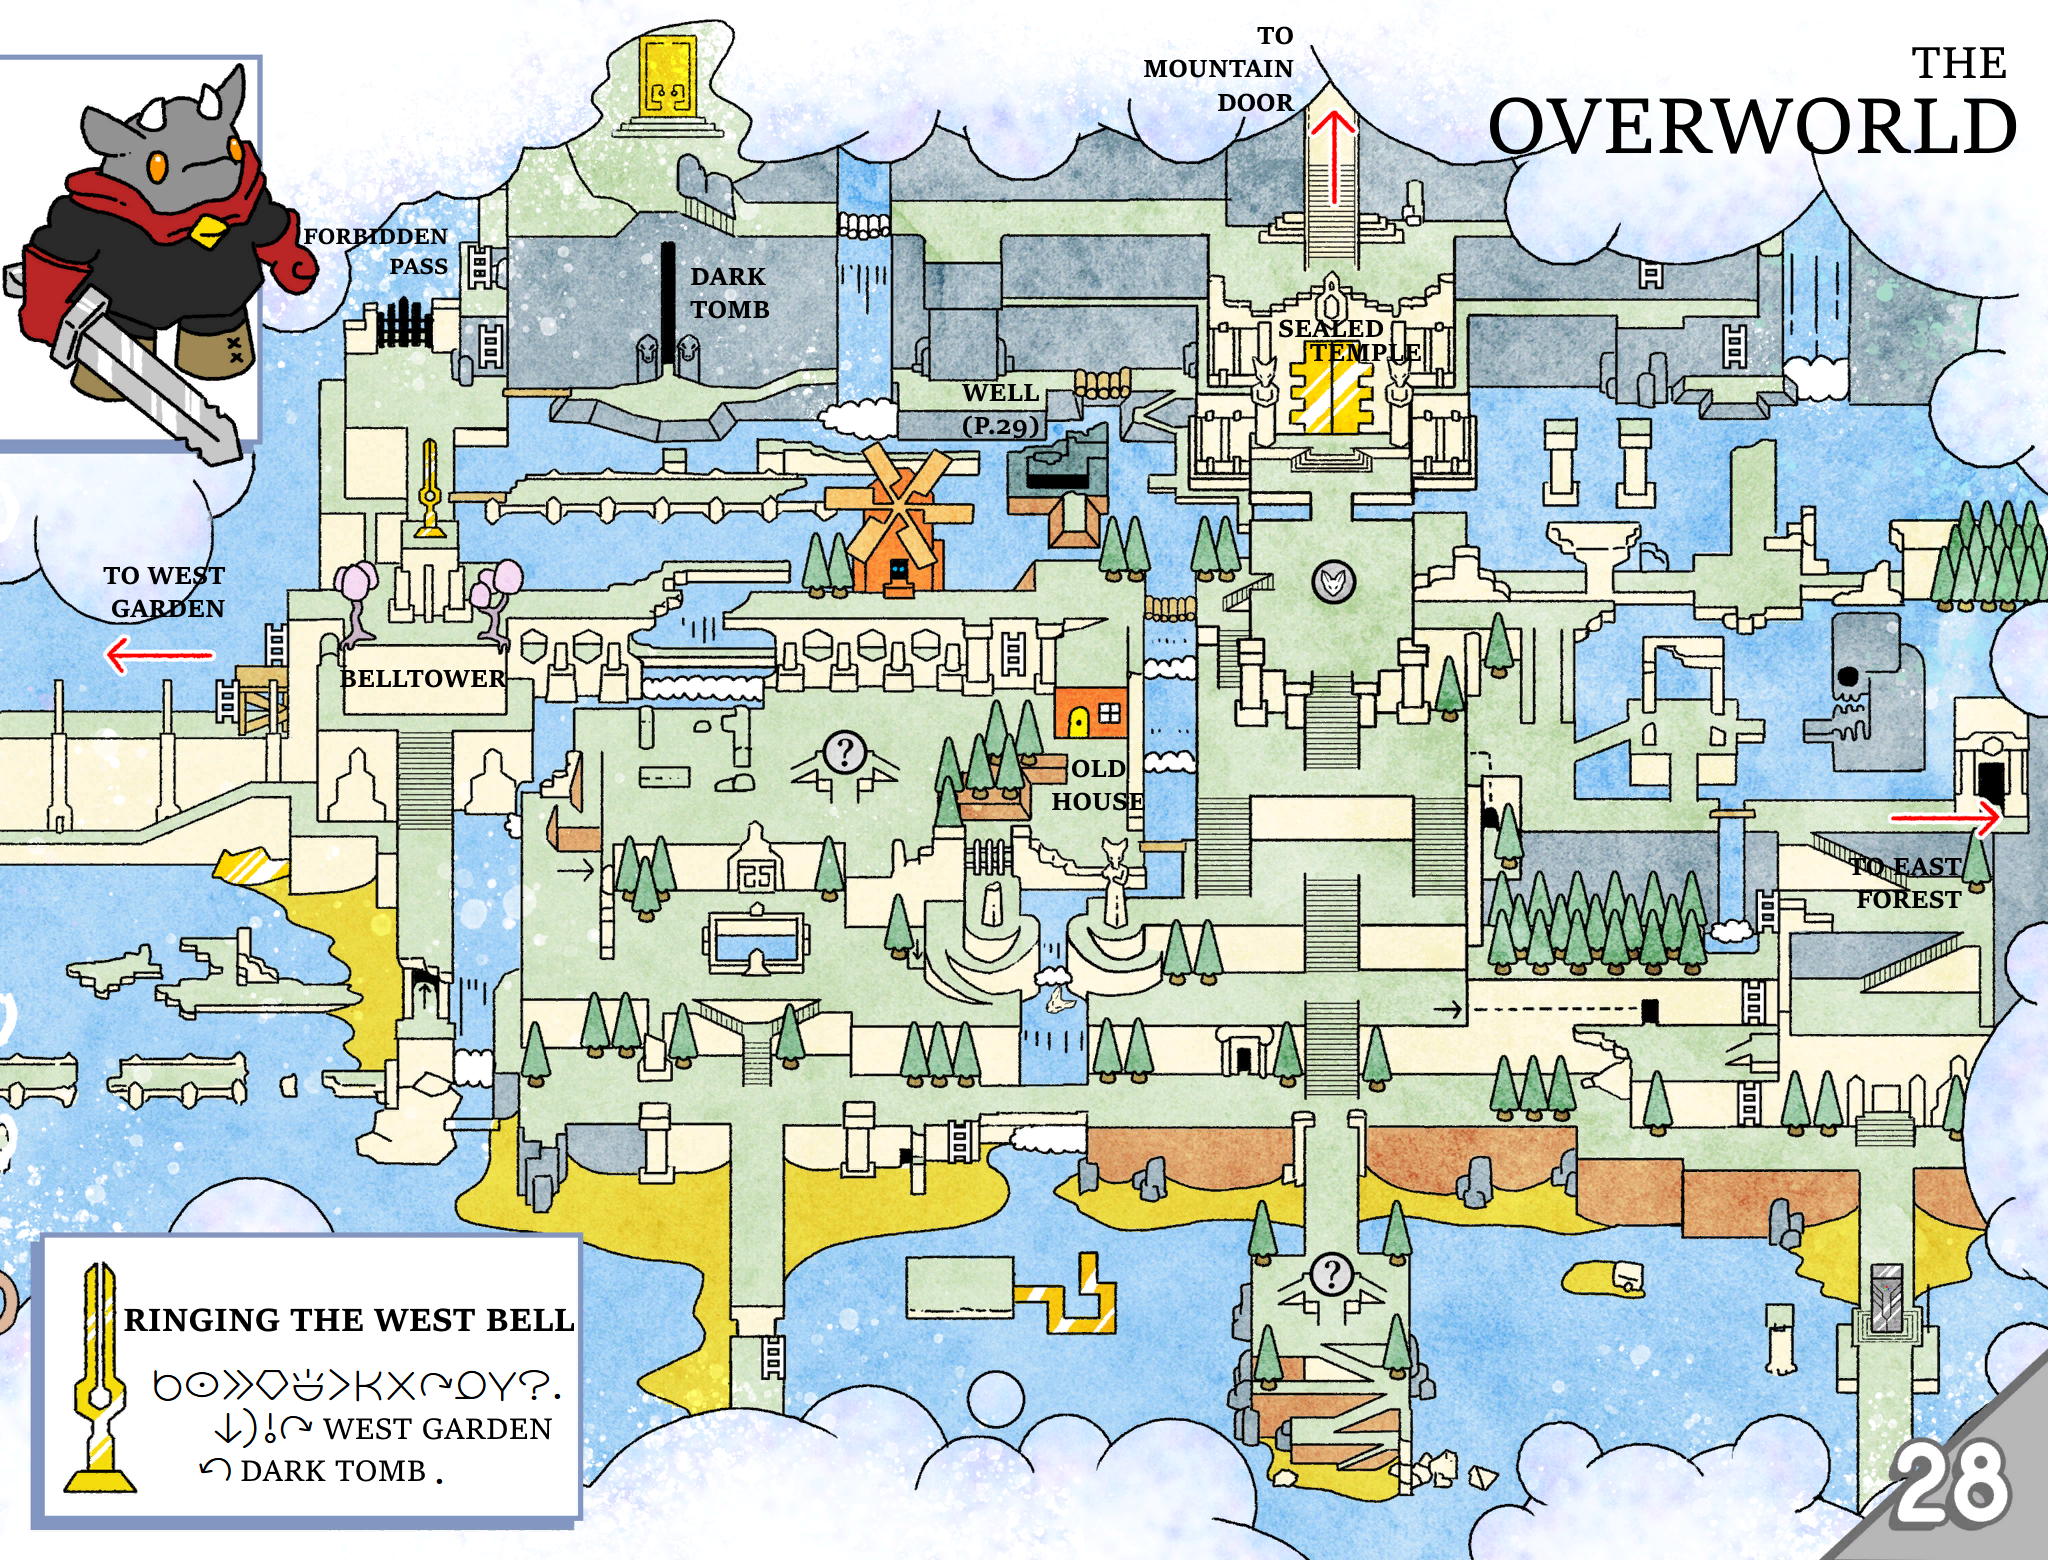 THE
OVERWORLD
TO
MOUNTAIN
DOOR
FORBIDDEN
PASS
DARK
TOMB
SEALED
TEMPLE
WELL
(P.29)
TO WEST
GARDEN
BELLTOWER
?
OLD
HOUSE
TO EAST
FOREST
?
RINGING THE WEST BELL
WEST GARDEN
DARK TOMB.
28